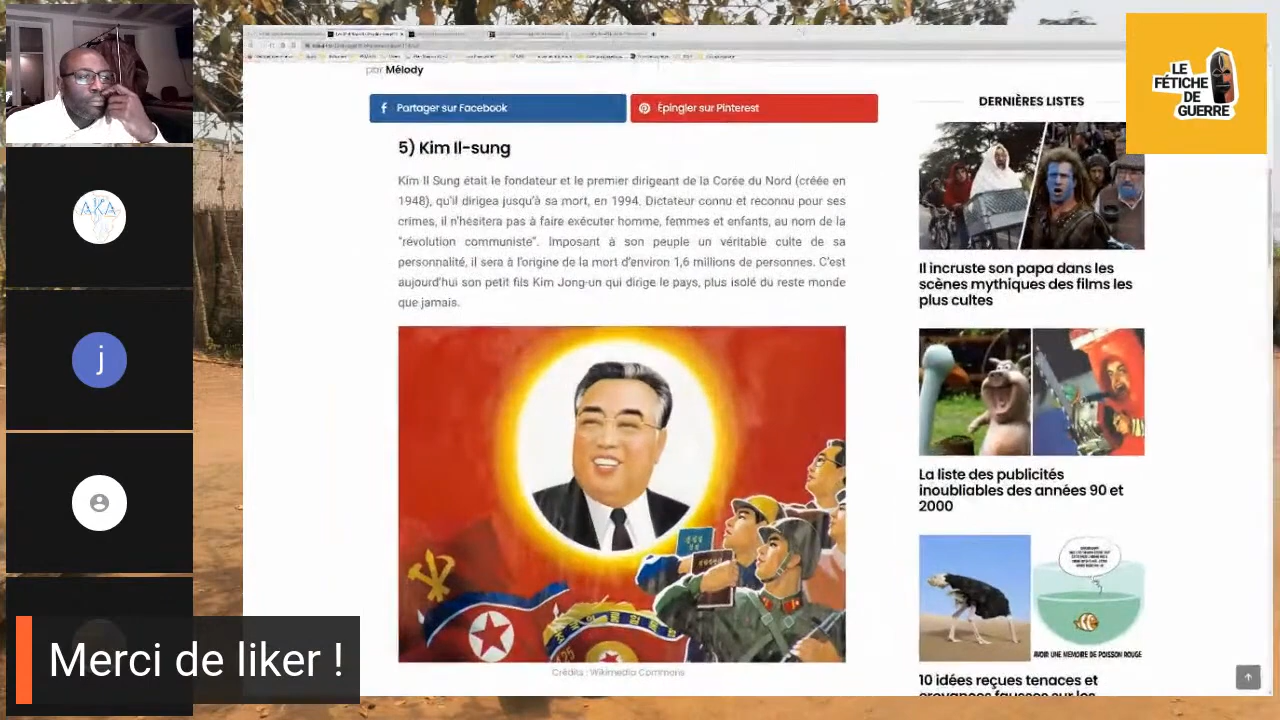 par Mélody
Partager sur Facebook
Épingler sur Pinterest
5) Kim Il-sung
Kim Il Sung était le fondateur et le premier dirigeant de la Corée du Nord (créée en
1948), qu'il dirigea jusqu'à sa mort, en 1994. Dictateur connu et reconnu pour ses
crimes, il n'hésitera pas à faire exécuter homme, femmes et enfants, au nom de la
"révolution communiste". Imposant à son peuple un véritable culte de sa
personnalité, il sera à l'origine de la mort d'environ 1,6 millions de personnes. C'est
aujourd'hui son petit fils Kim Jong-un qui dirige le pays, plus isolé du reste monde
que jamais.
Crédits : Wikimedia Commons
DERNIÈRES LISTES
Il incruste son papa dans les
scènes mythiques des films les
plus cultes
La liste des publicités
inoubliables des années 90 et
2000
AVOIR UNE MEMOIRE DE POISSON ROUGE
10 idées reçues tenaces et
croyances fausses sur les
LE
FÉTICHE
DE
GUERRE
AKA
j
Merci de liker !